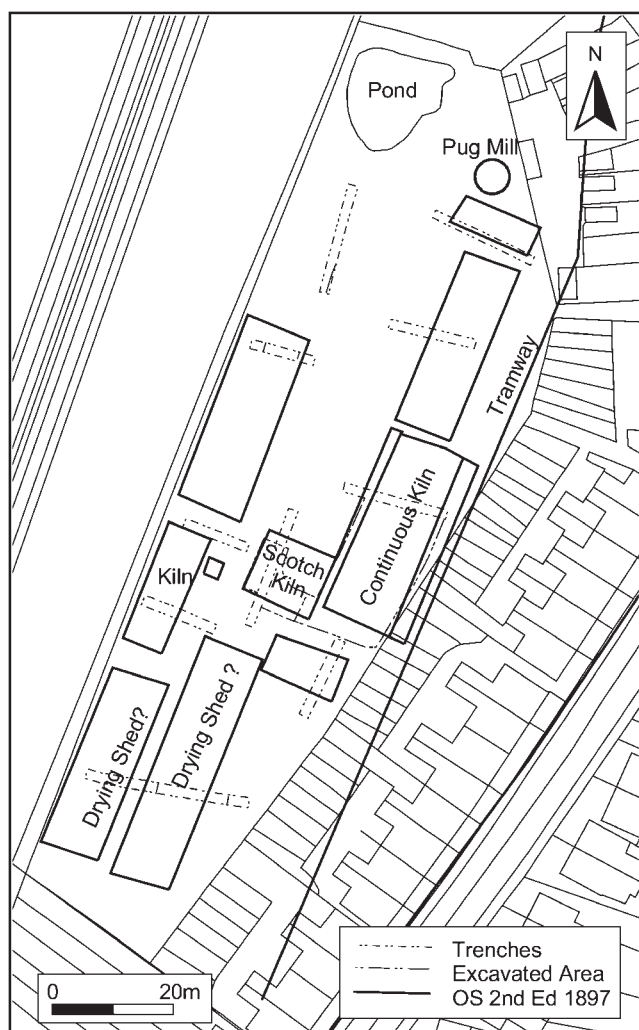 N
Pond
Pug Mill
Tramway
Continuous Kiln
Scotch
Kiln
Kiln
Drying Shed?
Drying Shed ?
Trenches
Excavated Area
OS 2nd Ed 1897
0 20m